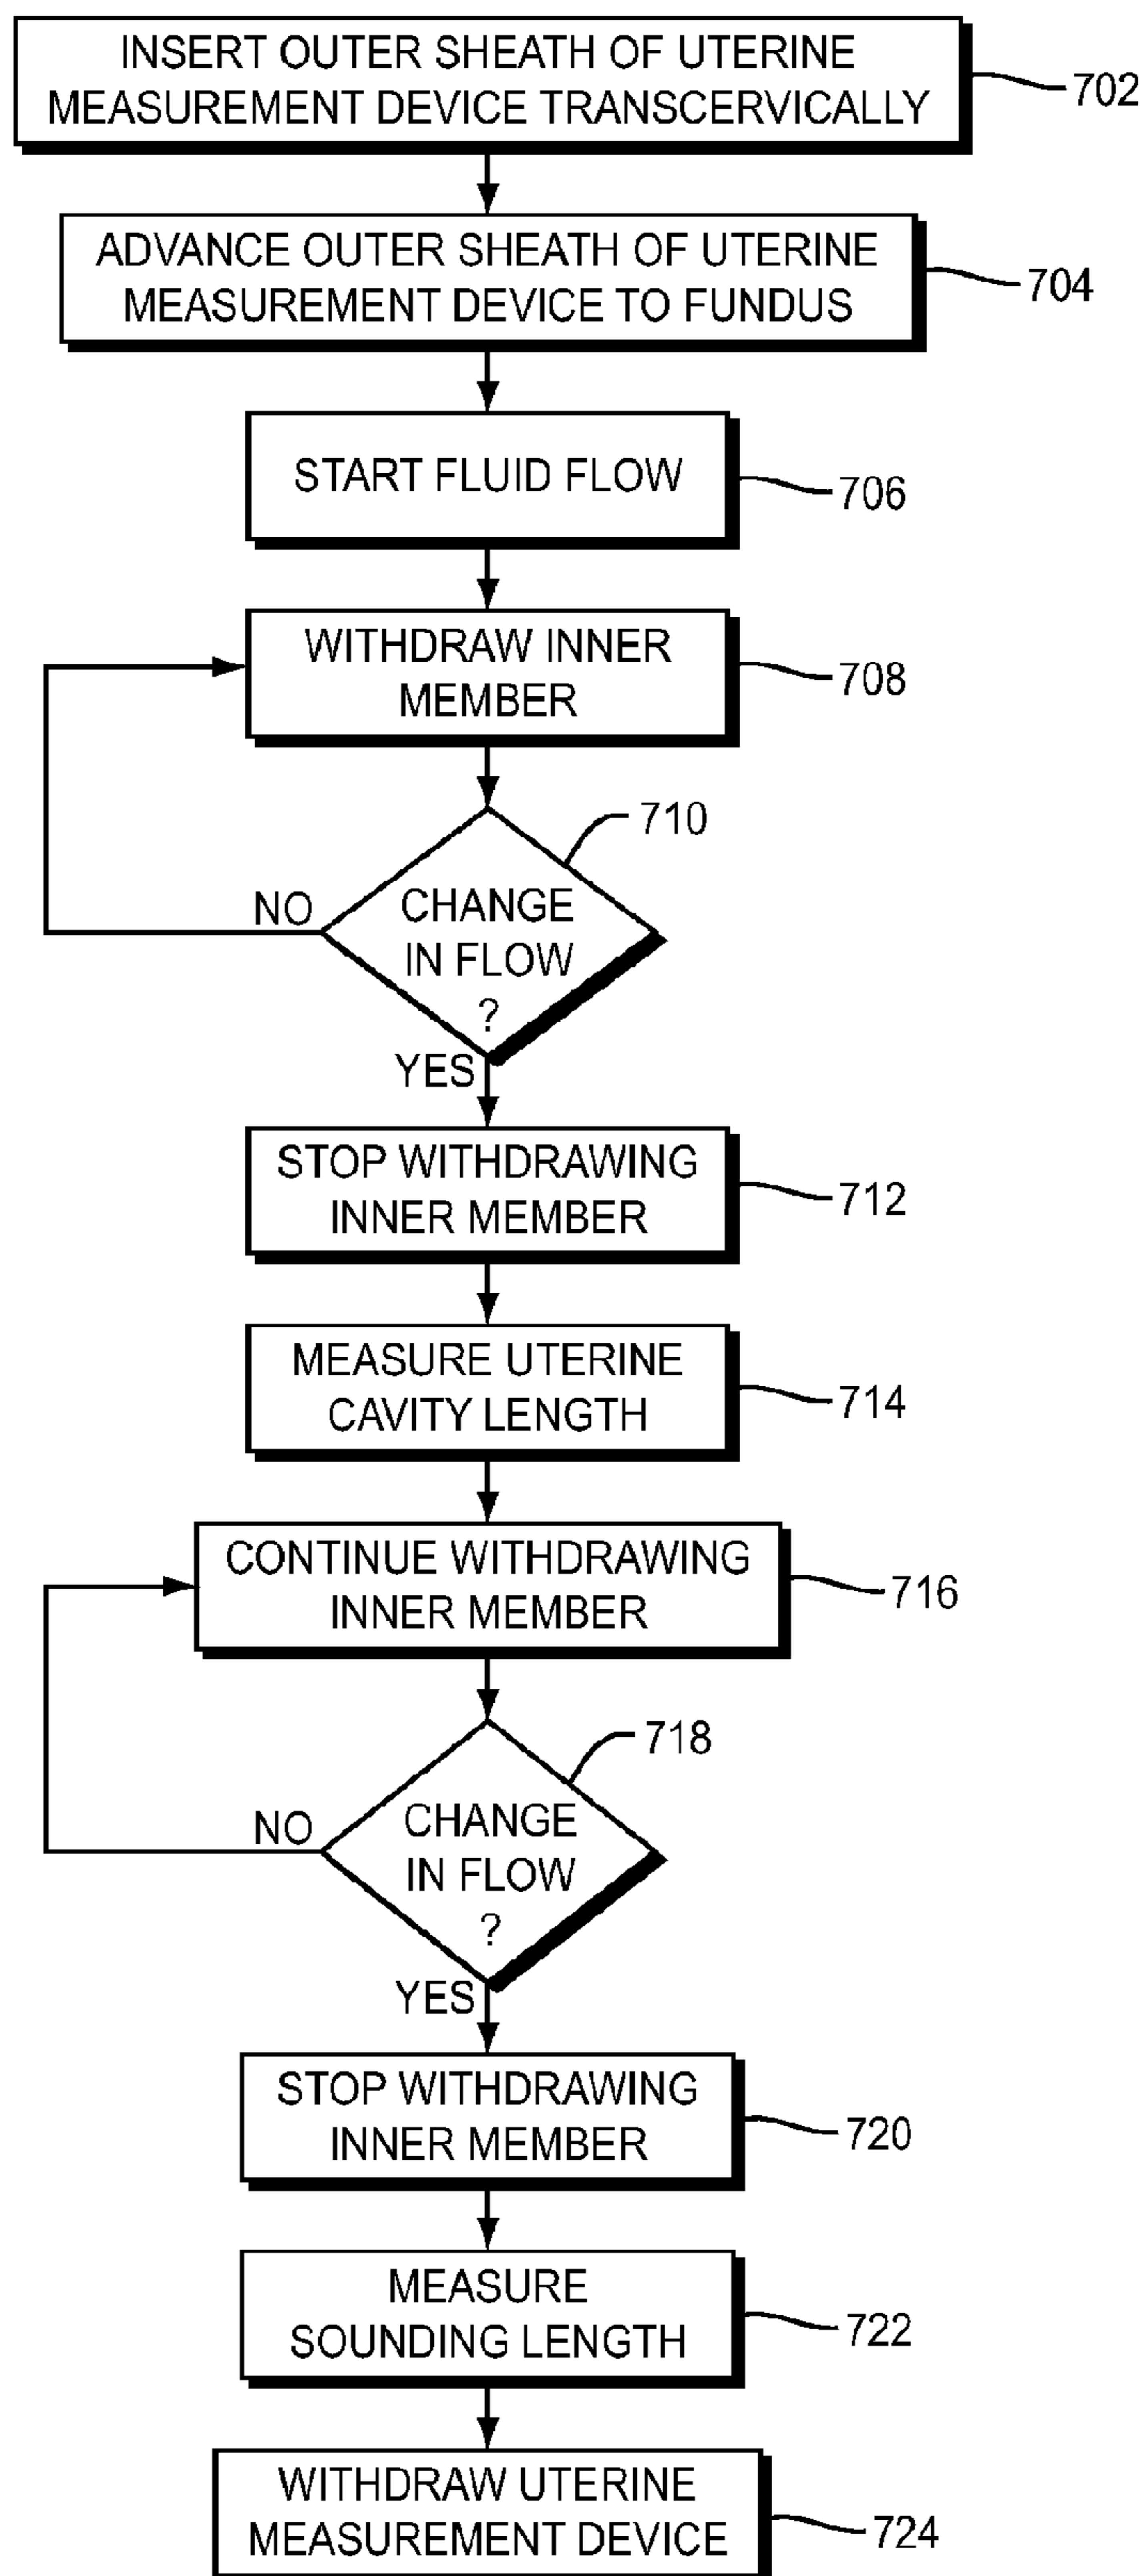 INSERT OUTER SHEATH OF UTERINE
MEASUREMENT DEVICE TRANSCERVICALLY
702
ADVANCE OUTER SHEATH OF UTERINE
MEASUREMENT DEVICE TO FUNDUS
704
START FLUID FLOW
706
WITHDRAW INNER
MEMBER
708
710
NO
CHANGE
IN FLOW
?
YES
STOP WITHDRAWING
INNER MEMBER
712
MEASURE UTERINE
CAVITY LENGTH
714
CONTINUE WITHDRAWING
INNER MEMBER
716
718
NO
CHANGE
IN FLOW
?
YES
STOP WITHDRAWING
INNER MEMBER
720
MEASURE
SOUNDING LENGTH
722
WITHDRAW UTERINE
MEASUREMENT DEVICE
724